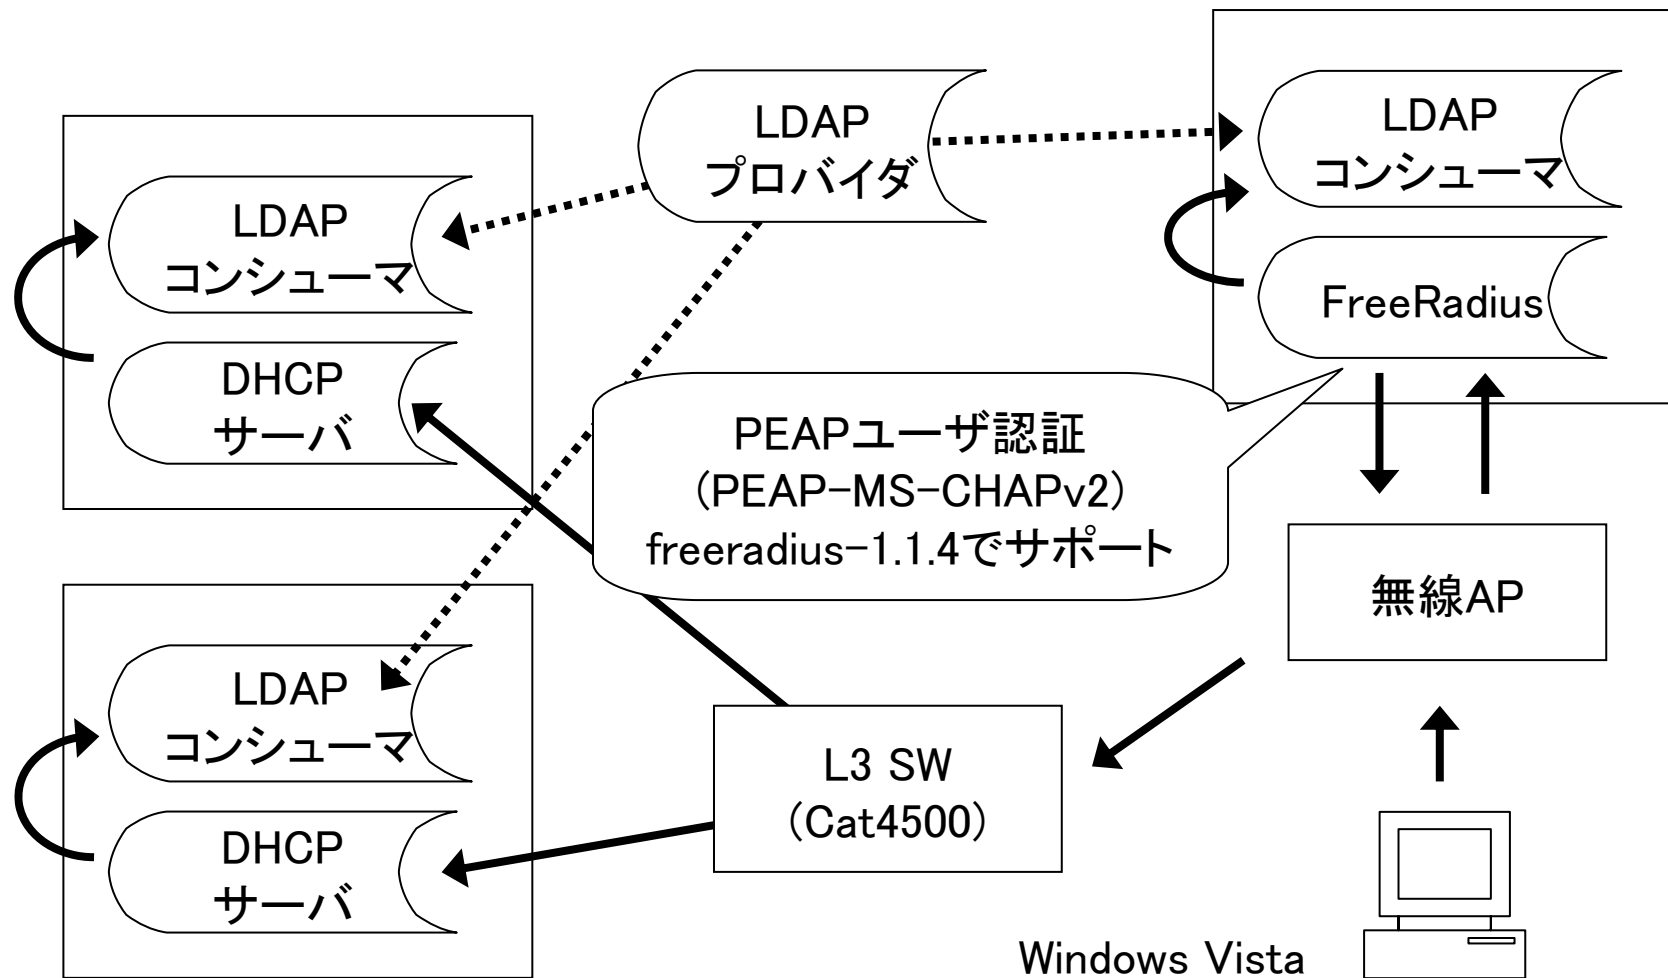 LDAP
プロバイダ
LDAP
コンシューマ
FreeRadius
LDAP
コンシューマ
DHCP
サーバ
PEAPユーザ認証
(PEAP-MS-CHAPv2)
freeradius-1.1.4でサポート
無線AP
LDAP
コンシューマ
DHCP
サーバ
L3 SW
(Cat4500)
Windows Vista